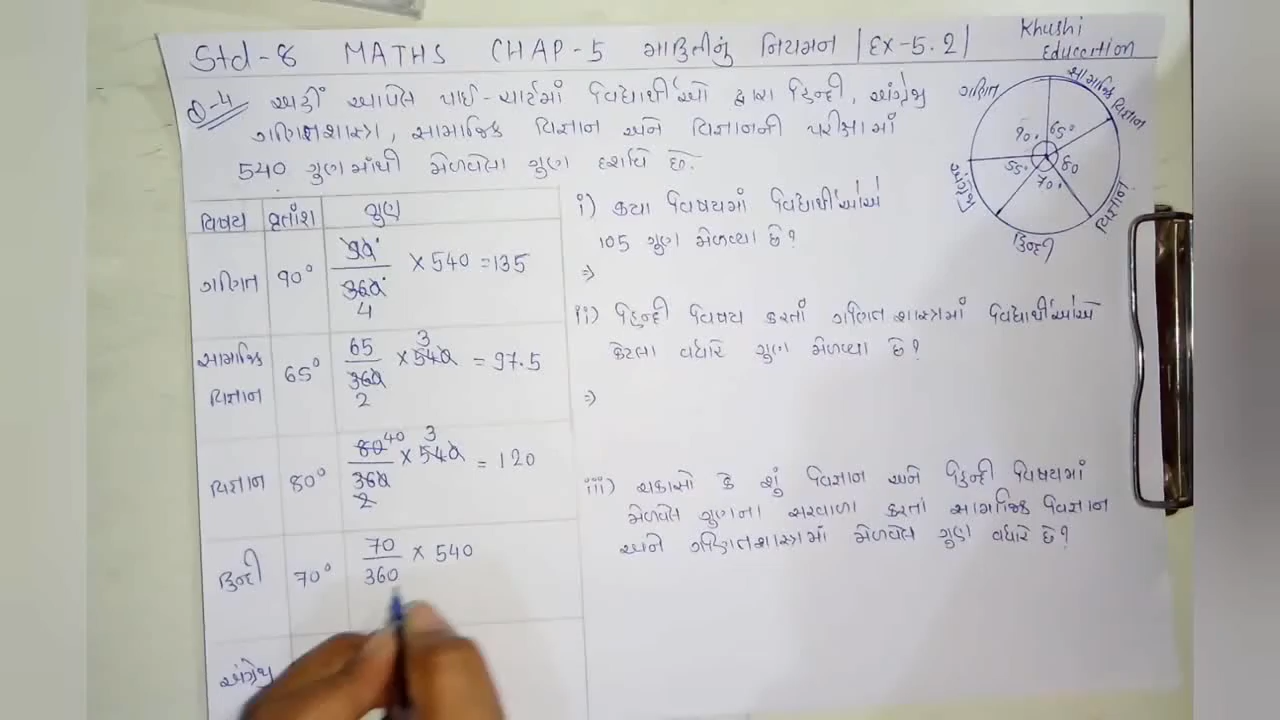 Std-8 MATHS CHAP-5 માહિતીનું નિયમન | EX-5.2 |
Khushi
Education
Q-4 અહીં આપેલ પાઈ-ચાર્ટમાં વિદ્યાર્થીઓ દ્વારા હિન્દી, અંગ્રેજી
ગણિતશાસ્ત્ર, સામાજિક વિજ્ઞાન અને વિજ્ઞાનની પરીક્ષામાં
540 ગુણમાંથી મેળવેલા ગુણ દર્શાવે છે.
ગણિત
સામાજિક વિજ્ઞાન
90° 65°
55° 80
70°
અંગ્રેજી
વિજ્ઞાન
હિન્દી
વિષય વૃતાંશ ગુણ
ગણિત 90° 90°/360° × 540 = 135
4
સામાજિક વિજ્ઞાન 65° 65/360 × 540 = 97.5
3
2
વિજ્ઞાન 80° 80/360 × 540 = 120
40 3
2
હિન્દી 70° 70/360 × 540
અંગ્રેજી
i) કયા વિષયમાં વિદ્યાર્થીઓએ
105 ગુણ મેળવ્યા છે?
⇒
ii) હિન્દી વિષય કરતાં ગણિતશાસ્ત્રમાં વિદ્યાર્થીઓએ
કેટલા વધારે ગુણ મેળવ્યા છે?
⇒
iii) ચકાસો કે શું વિજ્ઞાન અને હિન્દી વિષયમાં
મેળવેલ ગુણના સરવાળા કરતાં સામાજિક વિજ્ઞાન
અને ગણિતશાસ્ત્રમાં મેળવેલ ગુણ વધારે છે?